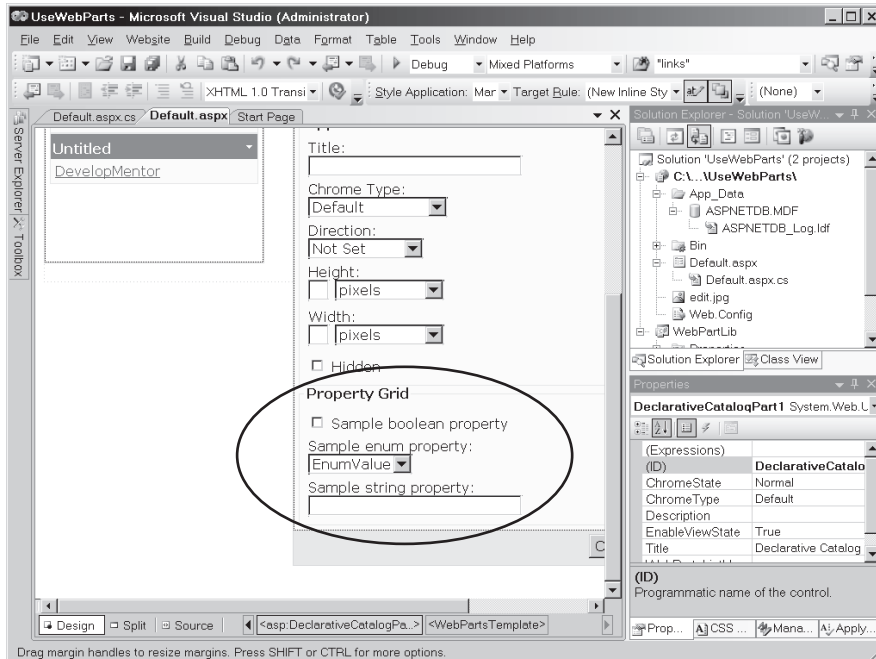 UseWebParts - Microsoft Visual Studio (Administrator)
File Edit View Website Build Debug Data Format Table Tools Window Help
Debug Mixed Platforms "links"
XHTML 1.0 Transi Style Application: Mar Target Rule: (New Inline Sty (None)
Server Explorer
Toolbox
Default.aspx.cs Default.aspx Start Page
Untitled
DevelopMentor
Title:
Chrome Type:
Default
Direction:
Not Set
Height:
pixels
Width:
pixels
Hidden
Property Grid
Sample boolean property
Sample enum property:
EnumValue
Sample string property:
Design Split Source <asp:DeclarativeCatalogPa...> <WebPartsTemplate>
Solution Explorer - Solution 'UseW...
Solution 'UseWebParts' (2 projects)
C:\...\UseWebParts\
App_Data
ASPNETDB.MDF
ASPNETDB_Log.ldf
Bin
Default.aspx
Default.aspx.cs
edit.jpg
Web.Config
WebPartLib
Solution Explorer Class View
Properties
DeclarativeCatalogPart1 System.Web.U
(Expressions)
(ID) DeclarativeCatalo
ChromeState Normal
ChromeType Default
Description
EnableViewState True
Title Declarative Catalog
(ID)
Programmatic name of the control.
Prop... CSS ... Mana... Apply...
Drag margin handles to resize margins. Press SHIFT or CTRL for more options.